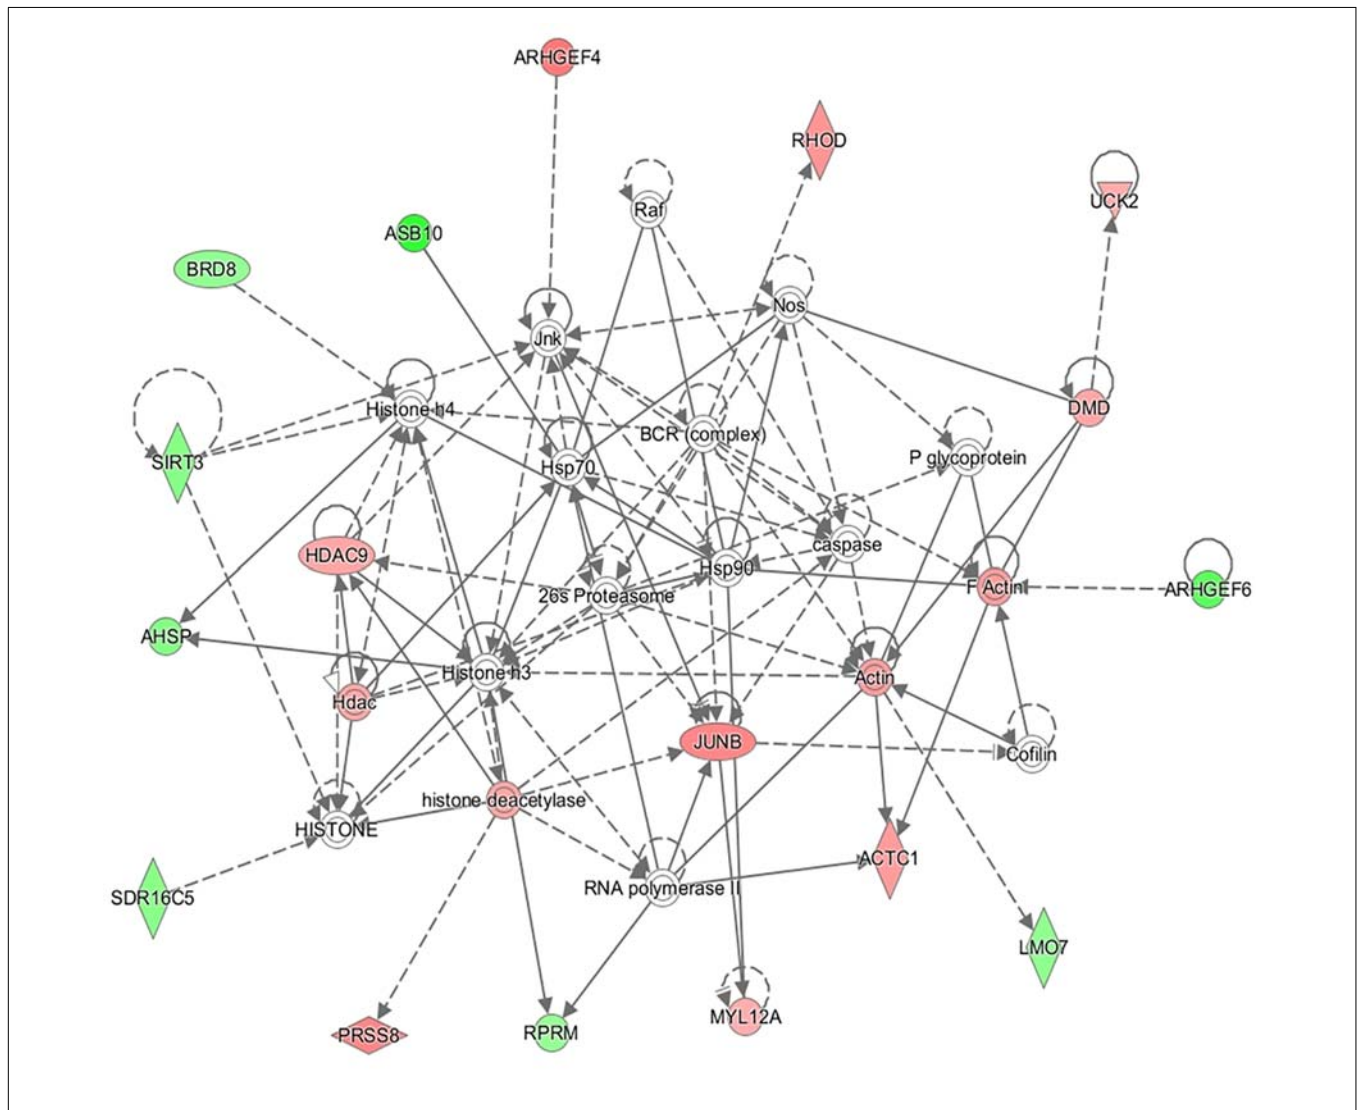 ARHGEF4
RHOD
UCK2
Raf
ASB10
BRD8
Nos
Jnk
DMD
Histone h4
BCR (complex)
SIRT3
Hsp70
P glycoprotein
HDAC9
caspase
Hsp90
F Actin
ARHGEF6
26s Proteasome
AHSP
Histone h3
Actin
Hdac
JUNB
Cofilin
histone deacetylase
HISTONE
ACTC1
RNA polymerase II
SDR16C5
LMO7
PRSS8
RPRM
MYL12A